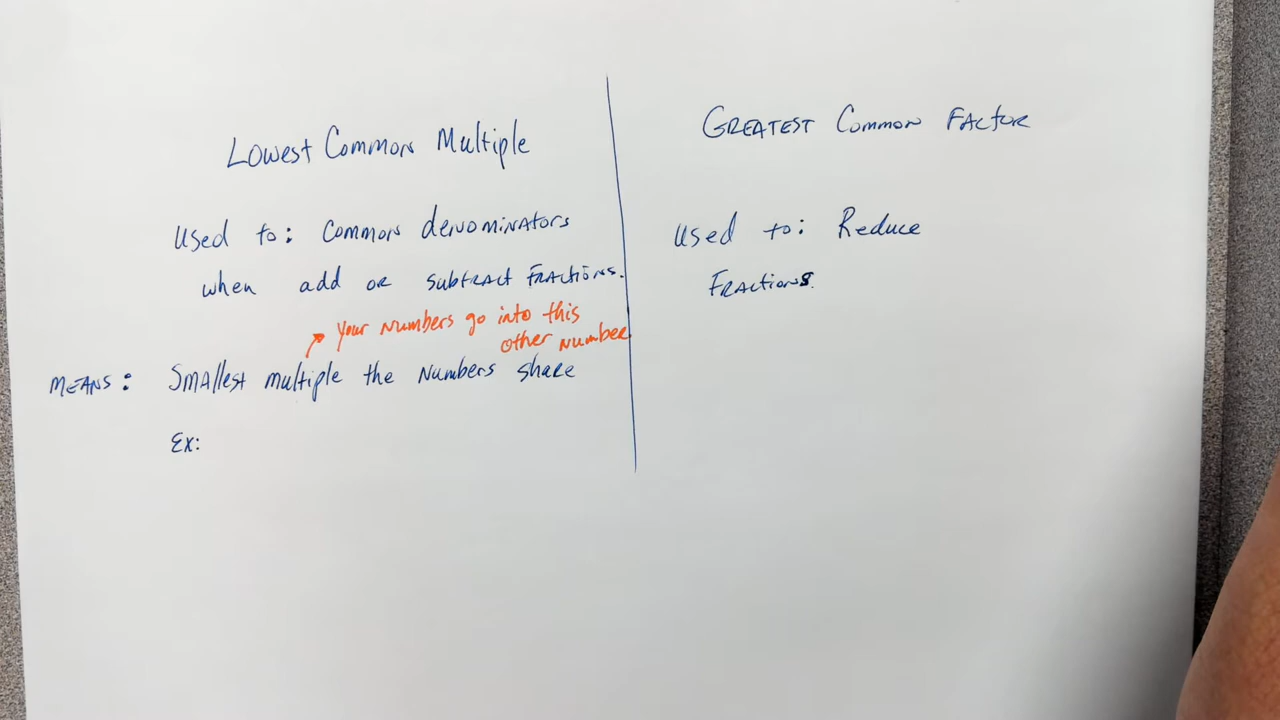 Lowest Common Multiple
Used to: Common denominators
when add or subtract Fractions.
Your Numbers go into this
other Number
Means: Smallest multiple the Numbers share
Ex:
Greatest Common Factor
Used to: Reduce
Fractions.